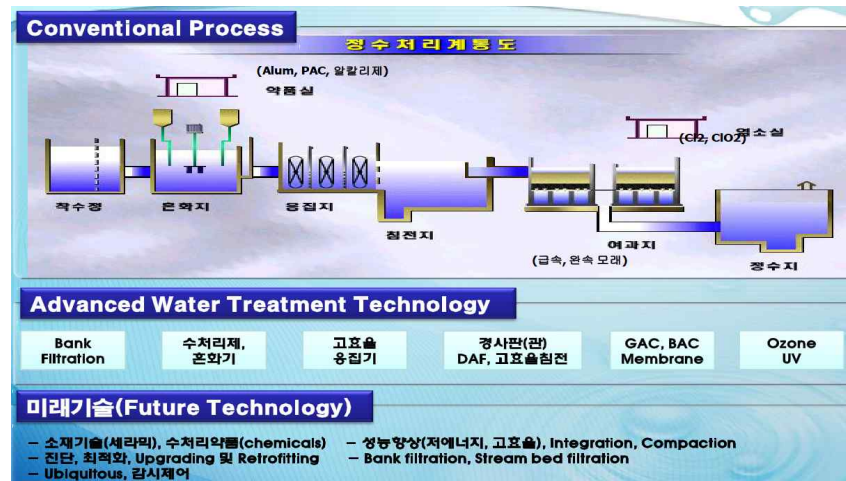 Conventional Process
정수처리계통도
(Alum, PAC, 알칼리제)
약품실
(Cl2, ClO2)
염소실
착수정
혼화지
응집지
침전지
여과지
(급속, 완속 모래)
정수지
Advanced Water Treatment Technology
Bank
Filtration
수처리제,
혼화기
고효율
응집기
경사판(관)
DAF, 고효율침전
GAC, BAC
Membrane
Ozone
UV
미래기술(Future Technology)
– 소재기술(세라믹), 수처리약품(chemicals)
– 진단, 최적화, Upgrading 및 Retrofitting
– Ubiquitous, 감시제어
– 성능향상(저에너지, 고효율), Integration, Compaction
– Bank filtration, Stream bed filtration